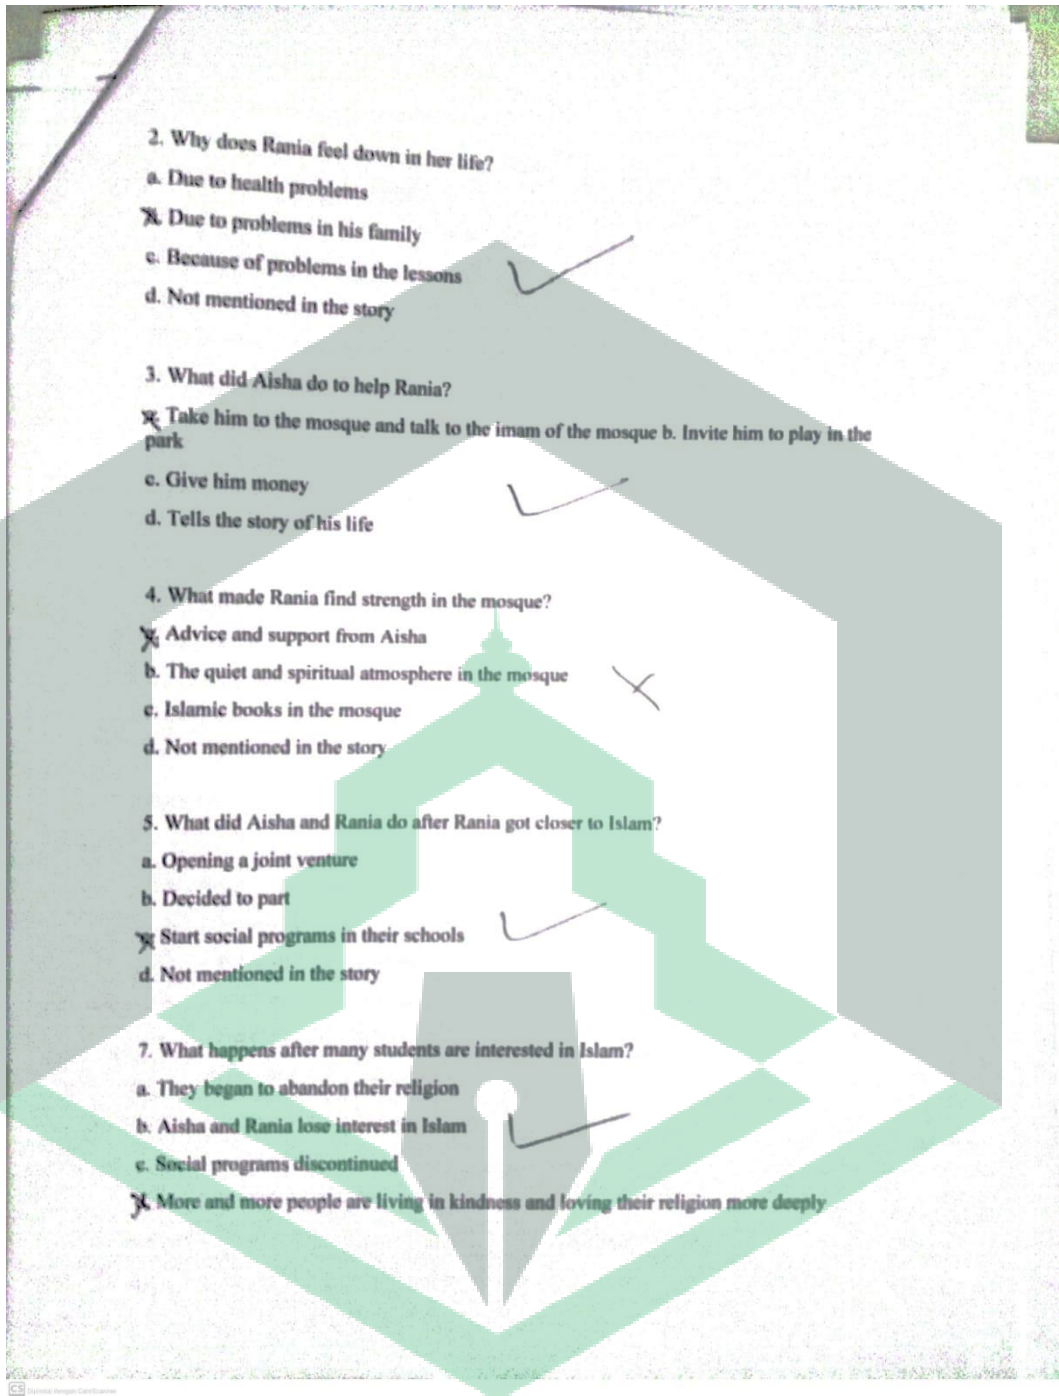 2. Why does Rania feel down in her life?
a. Due to health problems
Due to problems in his family
c. Because of problems in the lessons
d. Not mentioned in the story
3. What did Aisha do to help Rania?
Take him to the mosque and talk to the imam of the mosque b. Invite him to play in the
park
c. Give him money
d. Tells the story of his life
4. What made Rania find strength in the mosque?
Advice and support from Aisha
b. The quiet and spiritual atmosphere in the mosque
c. Islamic books in the mosque
d. Not mentioned in the story
5. What did Aisha and Rania do after Rania got closer to Islam?
a. Opening a joint venture
b. Decided to part
Start social programs in their schools
d. Not mentioned in the story
7. What happens after many students are interested in Islam?
a. They began to abandon their religion
b. Aisha and Rania lose interest in Islam
c. Social programs discontinued
More and more people are living in kindness and loving their religion more deeply
CS Dipindai dengan CamScanner